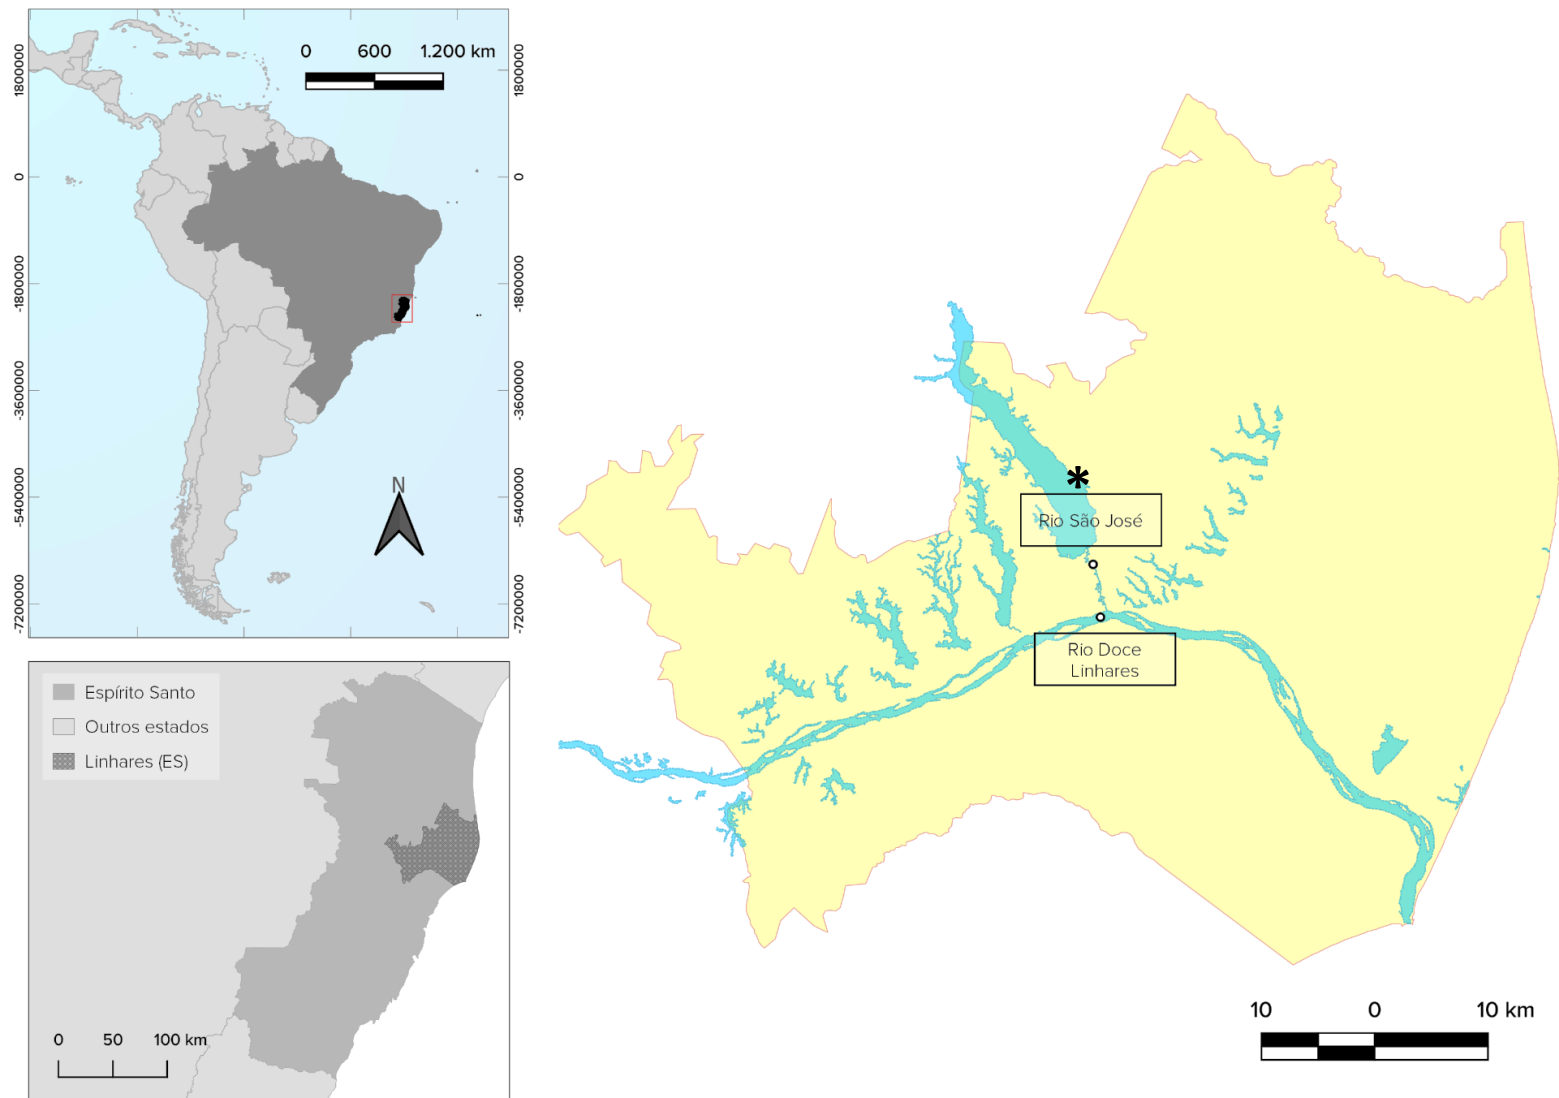 0 600 1.200 km
1800000
0
-1800000
-3600000
-5400000
-7200000
1800000
0
-1800000
-3600000
-5400000
-7200000
N
Espírito Santo
Outros estados
Linhares (ES)
0 50 100 km
*
Rio São José
Rio Doce
Linhares
10 0 10 km